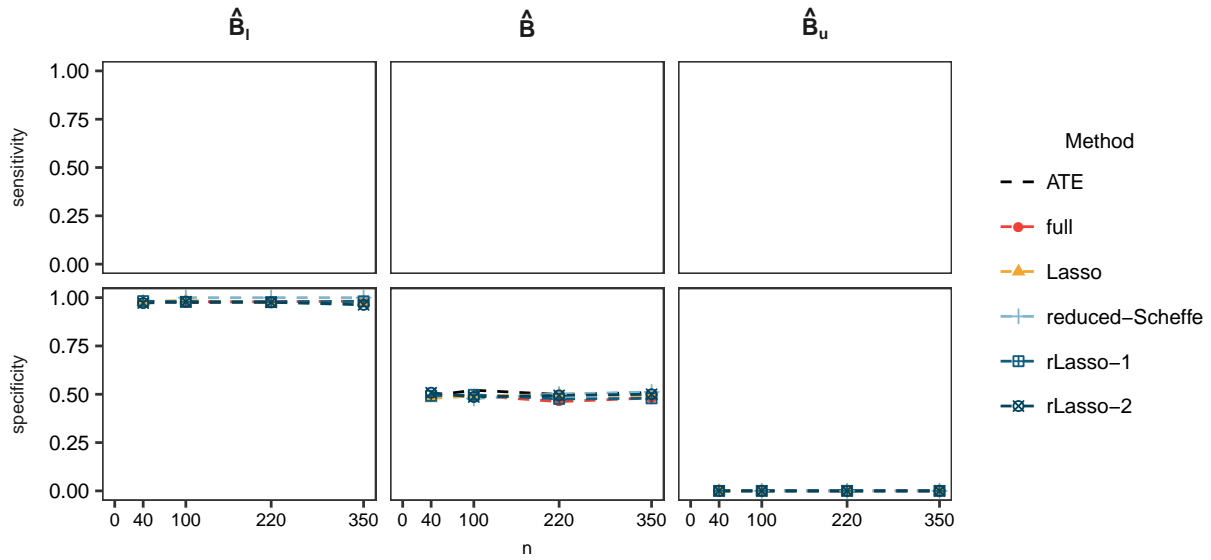 B̂ₗ B̂ B̂ᵤ
1.00
0.75
0.50
0.25
0.00
sensitivity
1.00
0.75
0.50
0.25
0.00
specificity
0 40 100 220 350 0 40 100 220 350 0 40 100 220 350
n
Method
ATE
full
Lasso
reduced−Scheffe
rLasso−1
rLasso−2